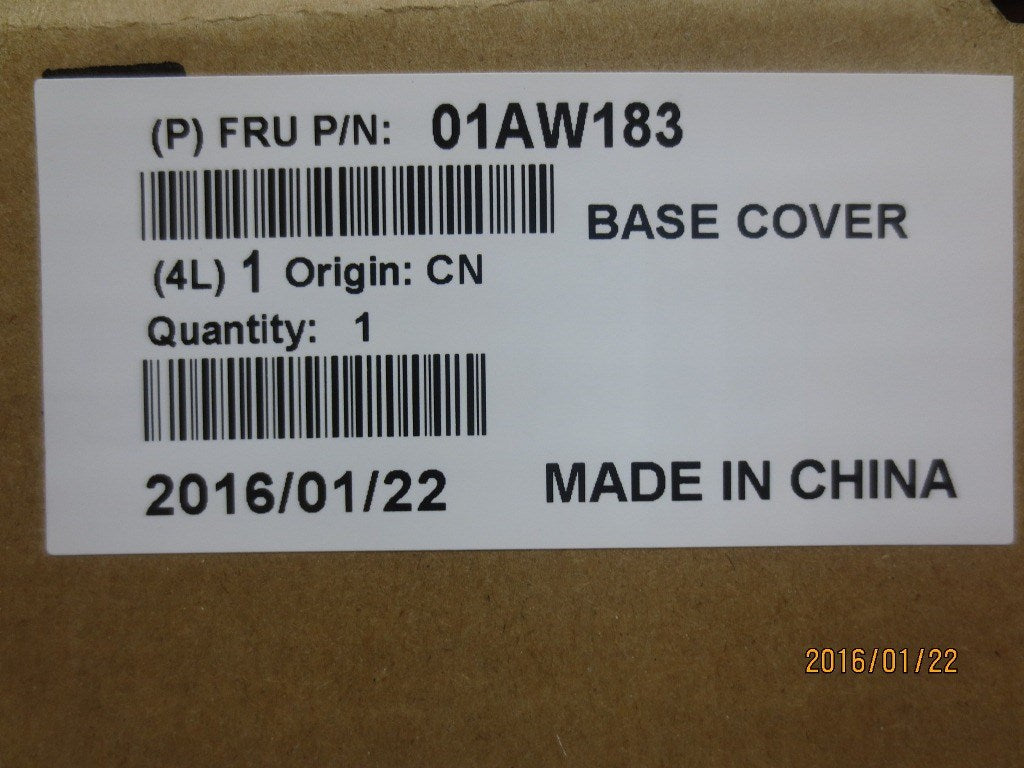 (P) FRU P/N: 01AW183
BASE COVER
(4L) 1 Origin: CN
Quantity: 1
2016/01/22
MADE IN CHINA
2016/01/22